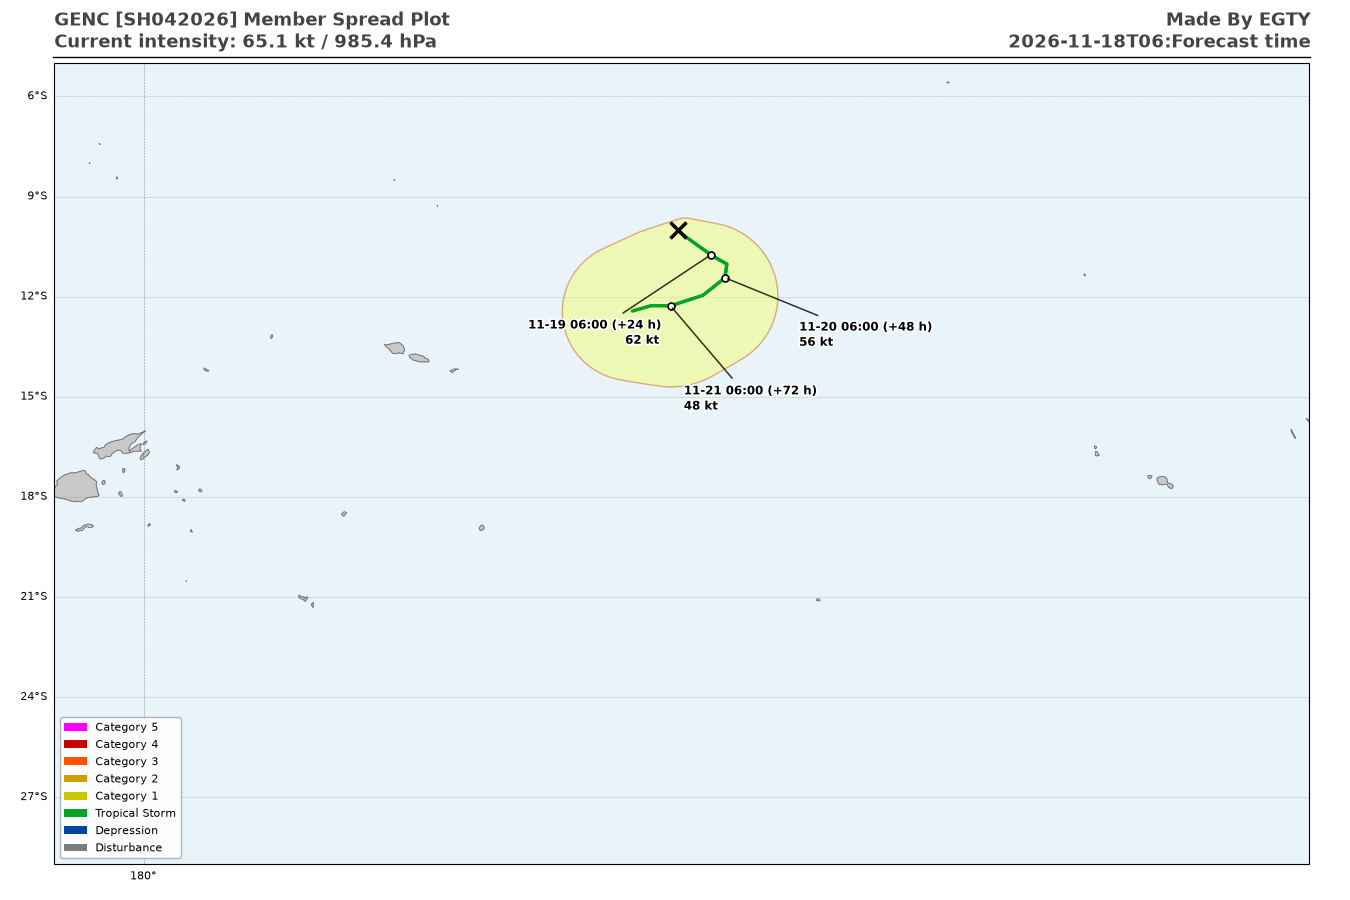 GENC [SH042026] Member Spread Plot
Made By EGTY
Current intensity: 65.1 kt / 985.4 hPa
2026-11-18T06:Forecast time
6°S
9°S
12°S
15°S
18°S
21°S
24°S
27°S
180°
11-19 06:00 (+24 h)
62 kt
11-20 06:00 (+48 h)
56 kt
11-21 06:00 (+72 h)
48 kt
Category 5
Category 4
Category 3
Category 2
Category 1
Tropical Storm
Depression
Disturbance